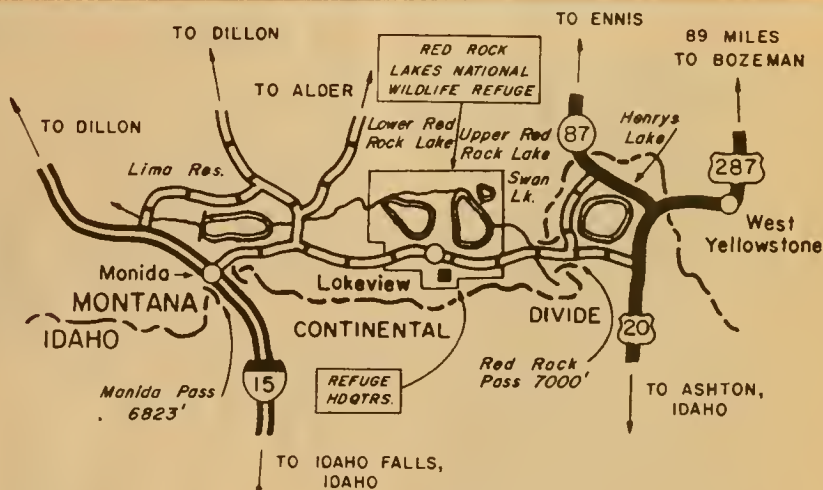 TO DILLON
TO ENNIS
89 MILES
TO BOZEMAN
RED ROCK
LAKES NATIONAL
WILDLIFE REFUGE
TO ALDER
TO DILLON
Lower Red
Rock Lake
Upper Red
Rock Lake
87
Henrys
Lake
287
Lima Res.
Swan
Lk.
West
Yellowstone
Monida
MONTANA
IDAHO
Lakeview
CONTINENTAL
DIVIDE
20
Monida Pass
6823'
15
REFUGE
HDQTRS.
Red Rock
Pass 7000'
TO ASHTON,
IDAHO
TO IDAHO FALLS,
IDAHO